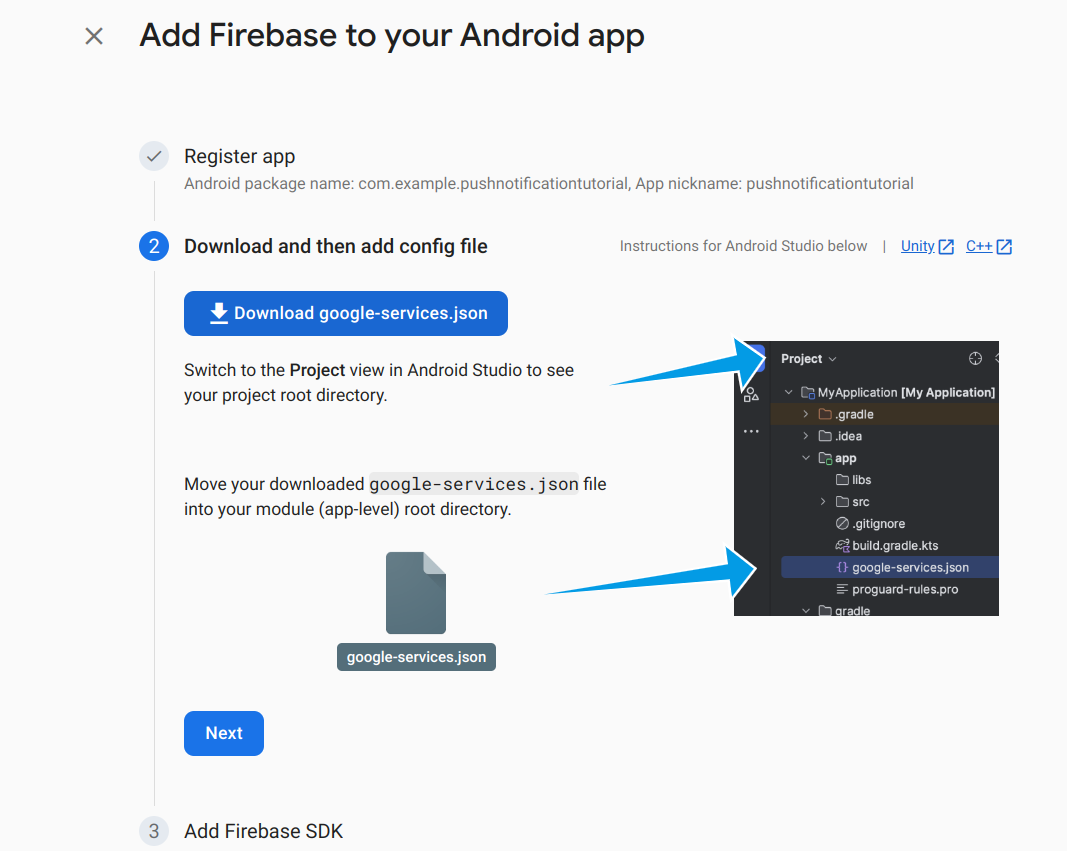 Add Firebase to your Android app
Register app
Android package name: com.example.pushnotificationtutorial, App nickname: pushnotificationtutorial
2
Download and then add config file
Instructions for Android Studio below | Unity C++
Download google-services.json
Switch to the Project view in Android Studio to see
your project root directory.
Move your downloaded google-services.json file
into your module (app-level) root directory.
google-services.json
Project
MyApplication [My Application]
.gradle
.idea
app
libs
src
.gitignore
build.gradle.kts
google-services.json
proguard-rules.pro
gradle
Next
3
Add Firebase SDK